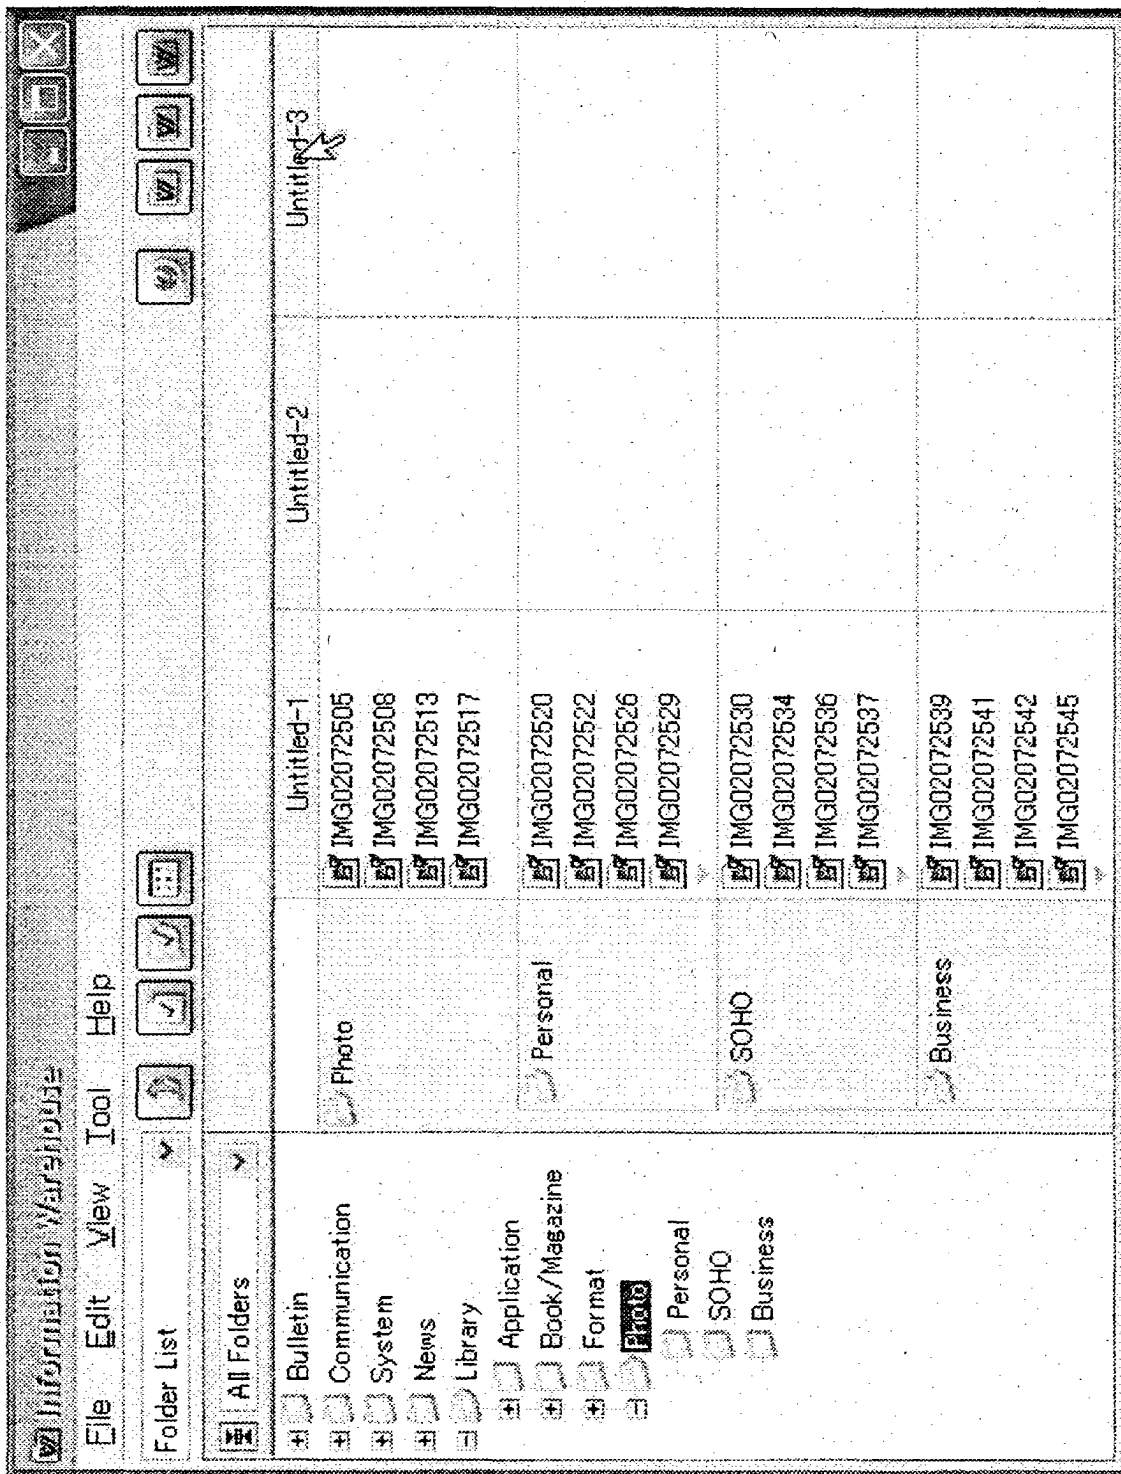 Information Warehouse
File Edit View Tool Help
Folder List
All Folders
Bulletin
Communication
System
News
Library
Application
Book/Magazine
Format
Photo
Personal
SOHO
Business
Untitled-1 Untitled-2 Untitled-3
Photo
IMG02072505
IMG02072508
IMG02072513
IMG02072517
Personal
IMG02072520
IMG02072522
IMG02072526
IMG02072529
SOHO
IMG02072530
IMG02072534
IMG02072536
IMG02072537
Business
IMG02072539
IMG02072541
IMG02072542
IMG02072545